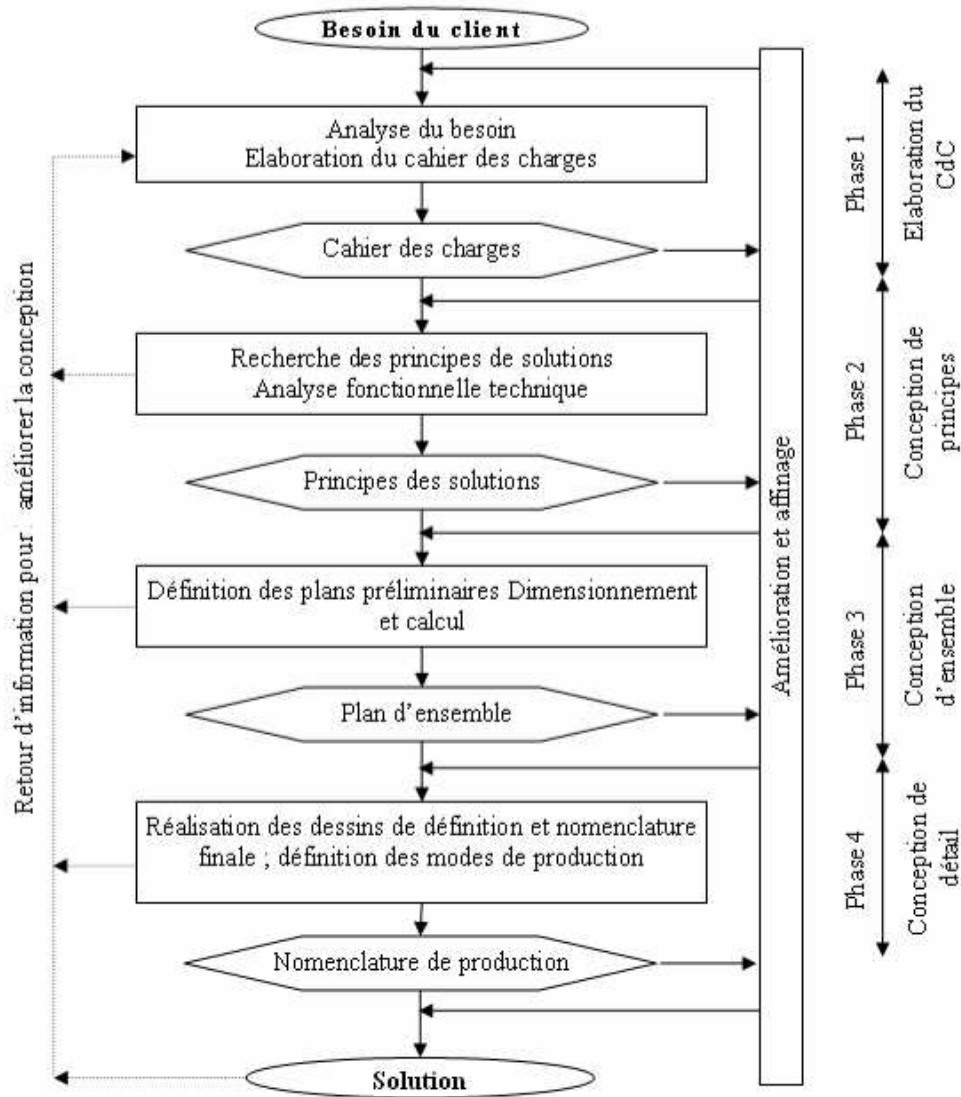 Besoin du client
Analyse du besoin
Elaboration du cahier des charges
Cahier des charges
Recherche des principes de solutions
Analyse fonctionnelle technique
Principes des solutions
Définition des plans préliminaires Dimensionnement
et calcul
Plan d'ensemble
Réalisation des dessins de définition et nomenclature
finale ; définition des modes de production
Nomenclature de production
Solution
Retour d'information pour améliorer la conception
Amélioration et affinage
Phase 1
Elaboration du
CdC
Phase 2
Conception de
principes
Phase 3
Conception
d'ensemble
Phase 4
Conception de
détail